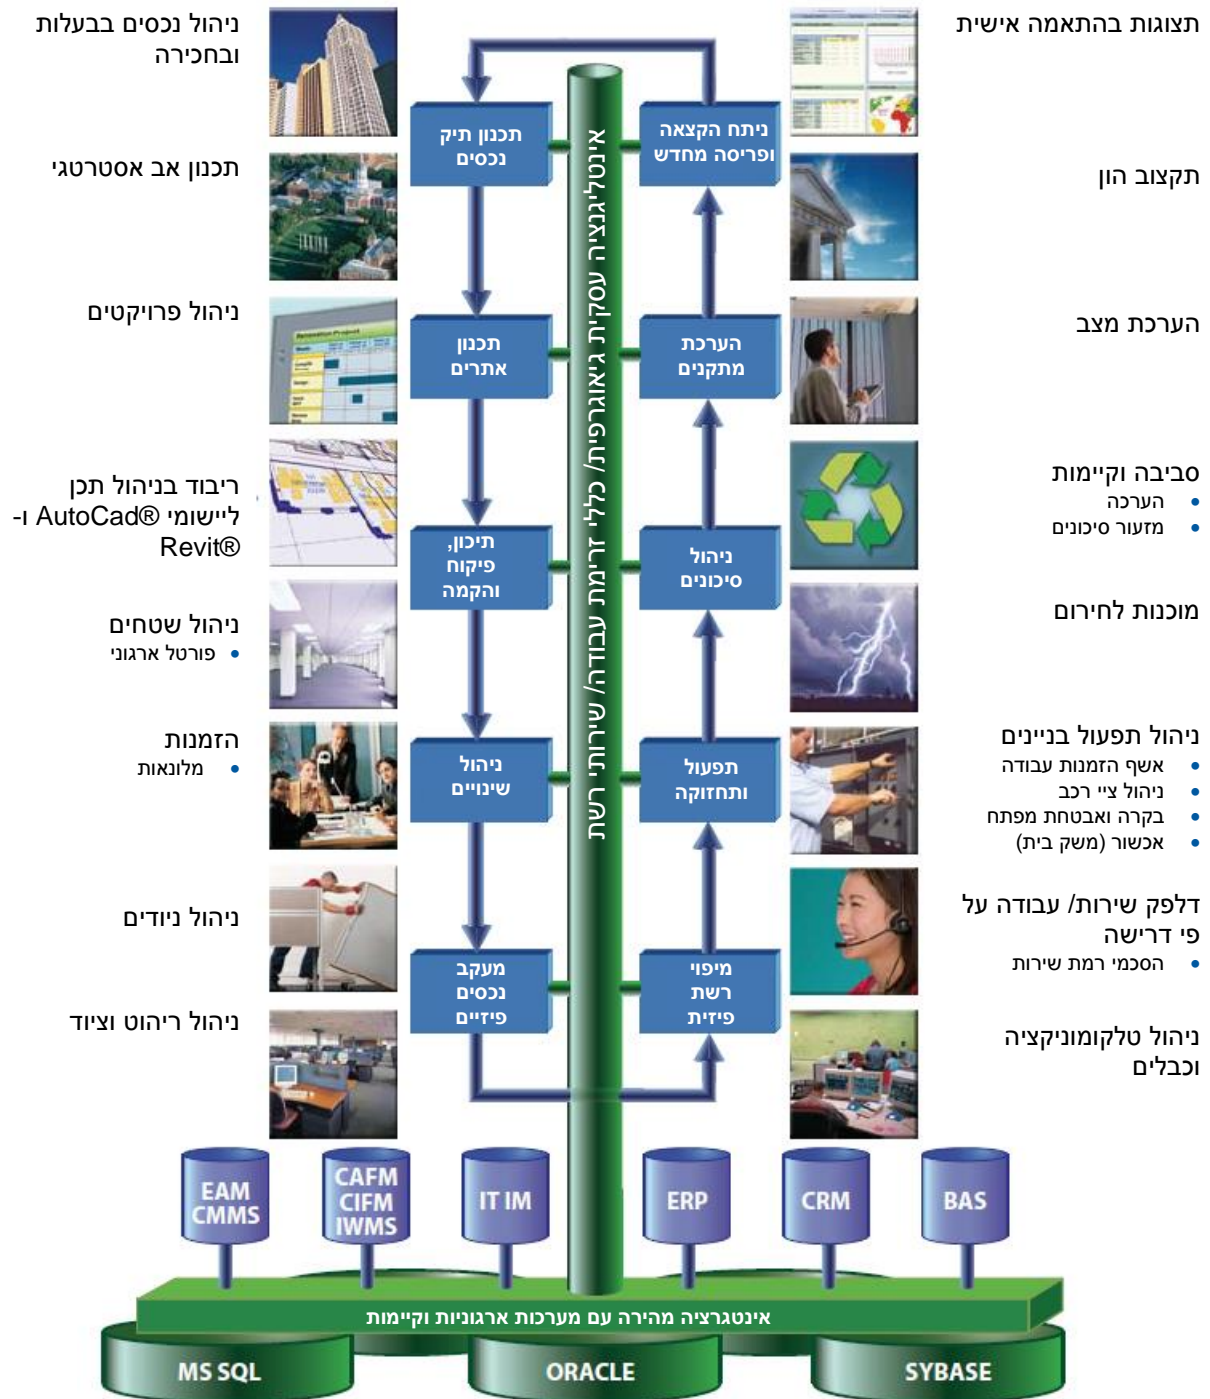 ניהול נכסים בבעלות
ובחכירה
תכנון אב אסטרטגי
ניהול פרויקטים
ריבוד בניהול תכן
ליישומי AutoCad® ו-
Revit®
ניהול שטחים
• פורטל ארגוני
הזמנות
• מלונאות
ניהול ניודים
ניהול ריהוט וציוד
Renovation Project
תכנון תיק
נכסים
תכנון
אתרים
תיכון,
פיקוח
והקמה
ניהול
שינויים
מעקב
נכסים
פיזיים
אינטליגנציה עסקית גיאוגרפית/ כללי זרימת עבודה/ שירותי רשת
ניתח הקצאה
ופריסה מחדש
הערכת
מתקנים
ניהול
סיכונים
תפעול
ותחזוקה
מיפוי
רשת
פיזית
תצוגות בהתאמה אישית
תקצוב הון
הערכת מצב
סביבה וקיימות
• הערכה
• מזעור סיכונים
מוכנות לחירום
ניהול תפעול בניינים
• אשף הזמנות עבודה
• ניהול ציי רכב
• בקרה ואבטחת מפתח
• אכשור (משק בית)
דלפק שירות/ עבודה על
פי דרישה
• הסכמי רמת שירות
ניהול טלקומוניקציה
וכבלים
EAM
CMMS
CAFM
CIFM
IWMS
IT IM
ERP
CRM
BAS
אינטגרציה מהירה עם מערכות ארגוניות וקיימות
MS SQL
ORACLE
SYBASE